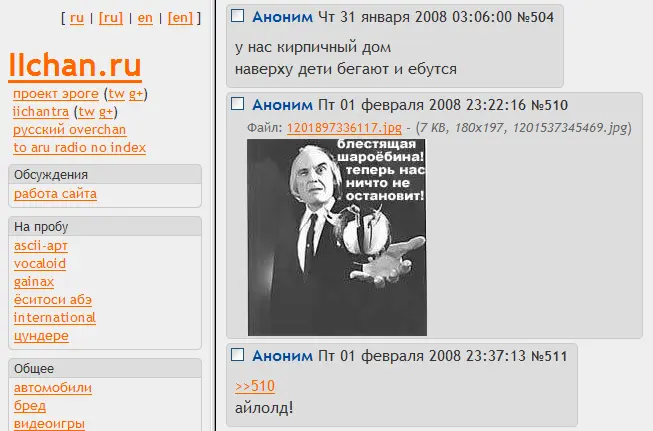 [ ru | [ru] | en | [en] ]
IIchan.ru
проект эроге (tw g+)
iichantra (tw g+)
русский overchan
to aru radio no index
Обсуждения
работа сайта
На пробу
ascii-арт
vocaloid
gainax
ёситоси абэ
international
цундере
Общее
автомобили
бред
видеоигры
Аноним Чт 31 января 2008 03:06:00 №504
у нас кирпичный дом
наверху дети бегают и ебутся
Аноним Пт 01 февраля 2008 23:22:16 №510
Файл: 1201897336117.jpg - (7 KB, 180x197, 1201537345469.jpg)
блестящая
шароёбина!
теперь нас
ничто не
остановит!
Аноним Пт 01 февраля 2008 23:37:13 №511
>>510
айлолд!